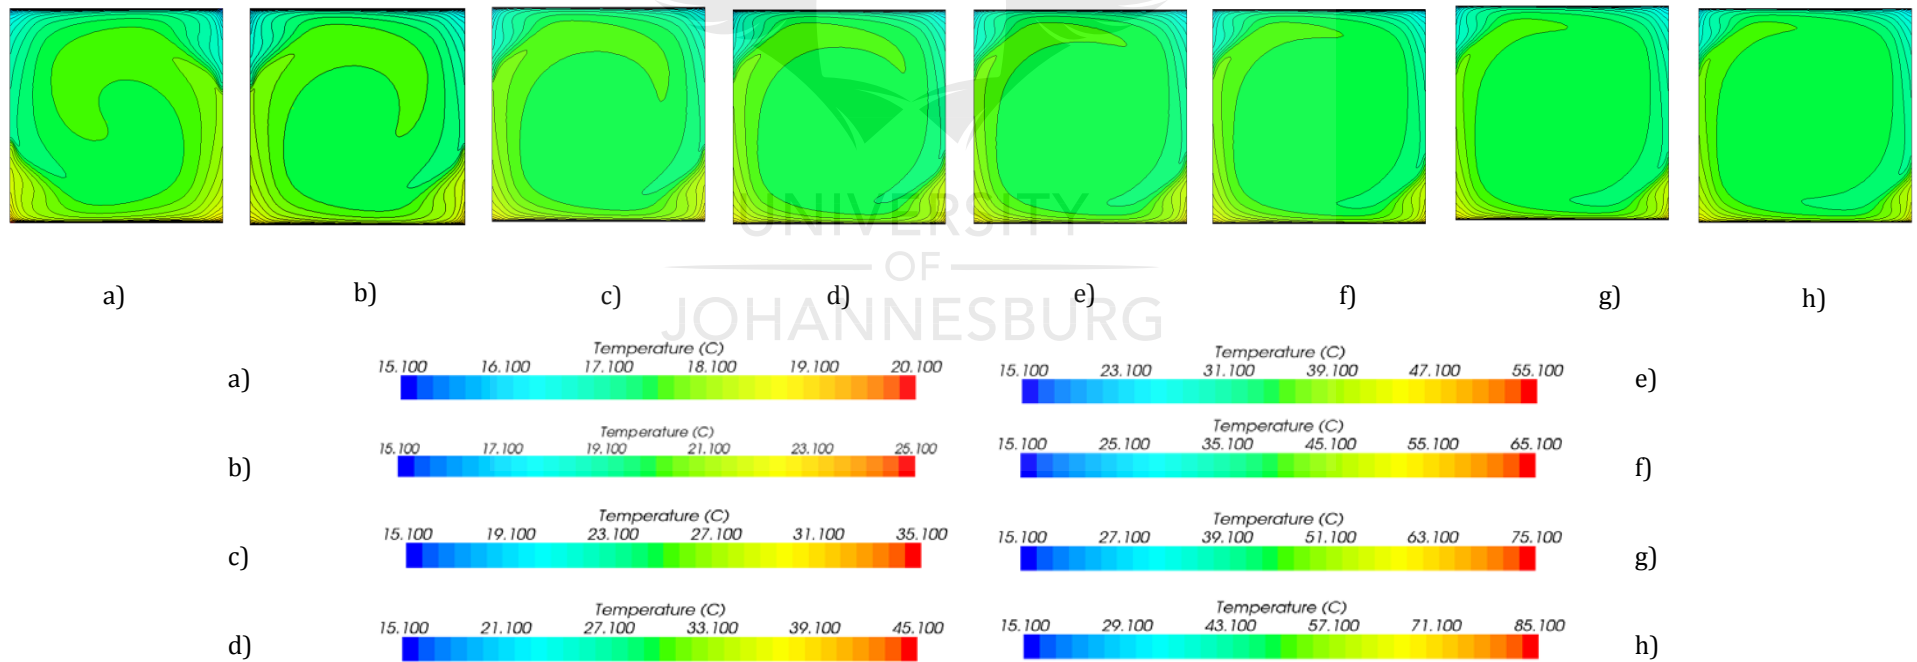 UNIVERSITY
OF
JOHANNESBURG
a) b) c) d) e) f) g) h)
a)
Temperature (C)
15.100 16.100 17.100 18.100 19.100 20.100
b)
Temperature (C)
15.100 17.100 19.100 21.100 23.100 25.100
c)
Temperature (C)
15.100 19.100 23.100 27.100 31.100 35.100
d)
Temperature (C)
15.100 21.100 27.100 33.100 39.100 45.100
Temperature (C)
15.100 23.100 31.100 39.100 47.100 55.100
e)
Temperature (C)
15.100 25.100 35.100 45.100 55.100 65.100
f)
Temperature (C)
15.100 27.100 39.100 51.100 63.100 75.100
g)
Temperature (C)
15.100 29.100 43.100 57.100 71.100 85.100
h)